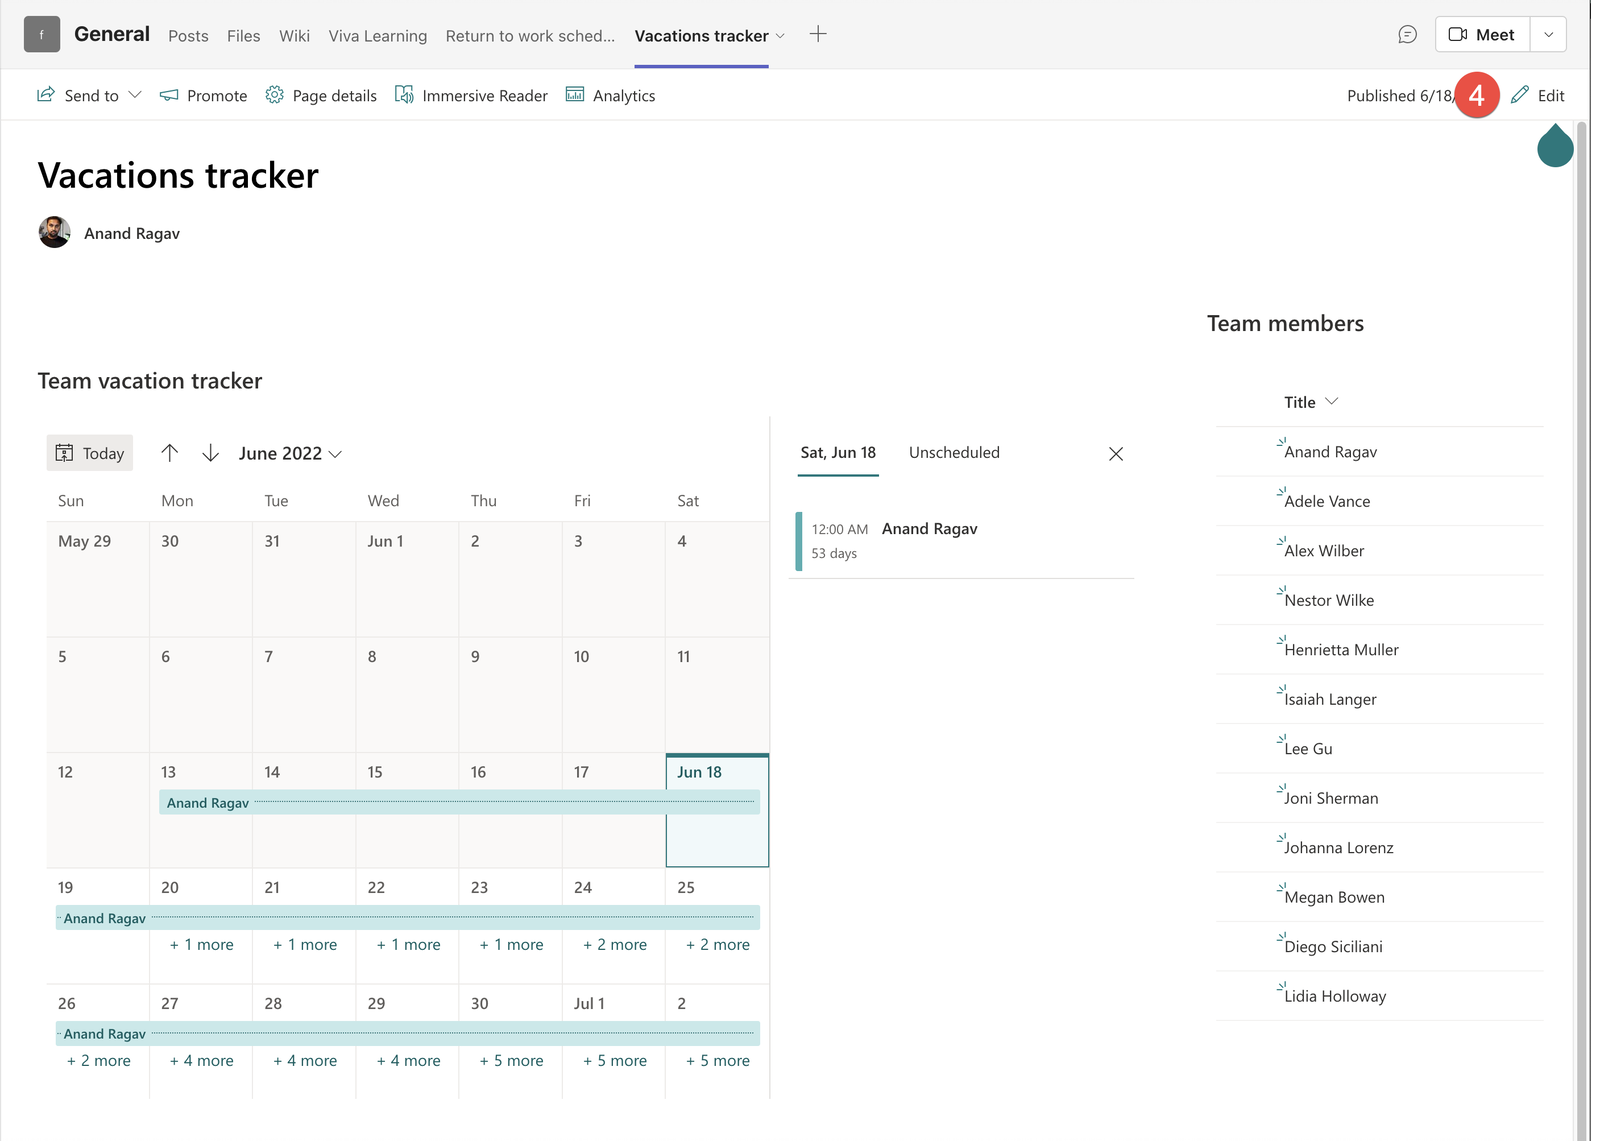 f General Posts Files Wiki Viva Learning Return to work sched... Vacations tracker Meet
Send to Promote Page details Immersive Reader Analytics Published 6/18/ 4 Edit
Vacations tracker
Anand Ragav
Team members
Team vacation tracker
Title
Today June 2022
Sat, Jun 18 Unscheduled
Sun Mon Tue Wed Thu Fri Sat
12:00 AM Anand Ragav
53 days
May 29 30 31 Jun 1 2 3 4
5 6 7 8 9 10 11
12 13 14 15 16 17 Jun 18
Anand Ragav
19 20 21 22 23 24 25
Anand Ragav
+ 1 more + 1 more + 1 more + 1 more + 2 more + 2 more
26 27 28 29 30 Jul 1 2
Anand Ragav
+ 2 more + 4 more + 4 more + 4 more + 5 more + 5 more + 5 more
Anand Ragav
Adele Vance
Alex Wilber
Nestor Wilke
Henrietta Muller
Isaiah Langer
Lee Gu
Joni Sherman
Johanna Lorenz
Megan Bowen
Diego Siciliani
Lidia Holloway